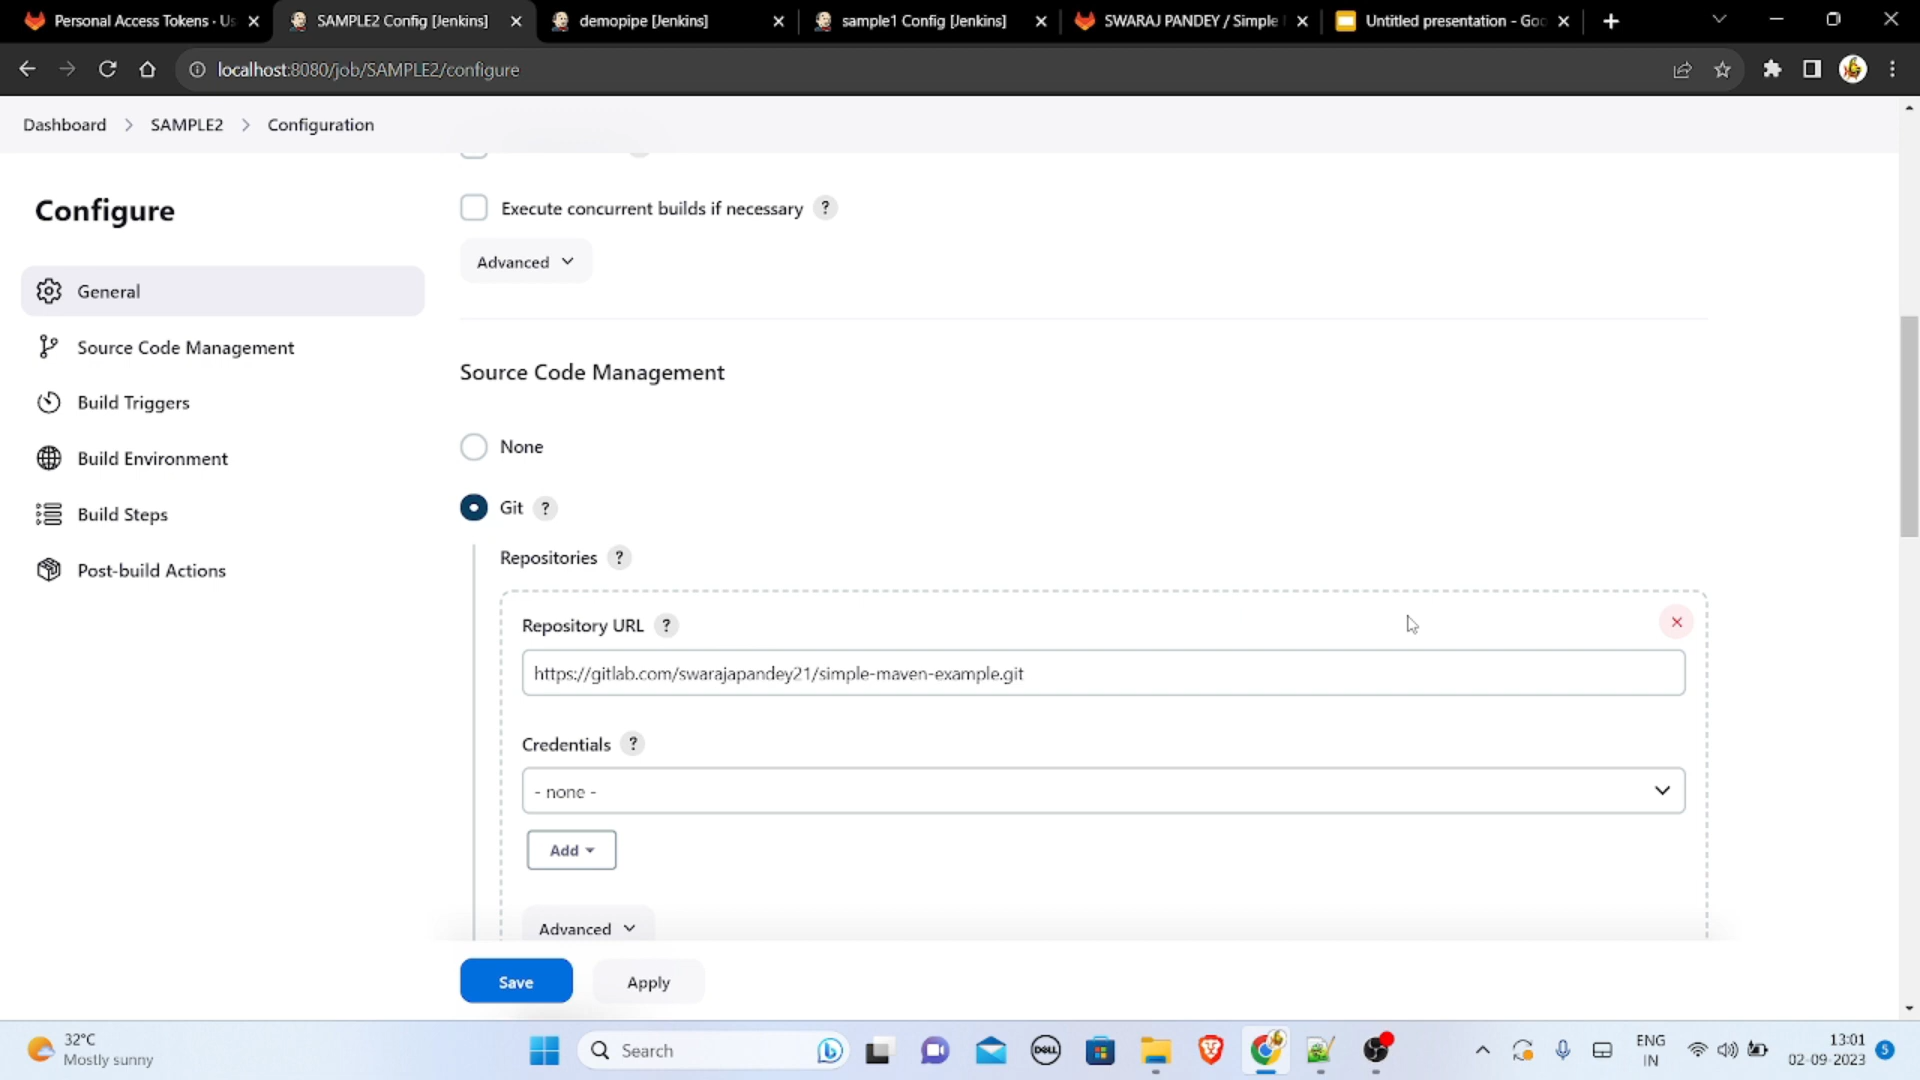 Personal Access Tokens · Us
SAMPLE2 Config [Jenkins]
demopipe [Jenkins]
sample1 Config [Jenkins]
SWARAJ PANDEY / Simple
Untitled presentation - Goo
localhost:8080/job/SAMPLE2/configure
Dashboard > SAMPLE2 > Configuration
Configure
General
Source Code Management
Build Triggers
Build Environment
Build Steps
Post-build Actions
Execute concurrent builds if necessary ?
Advanced
Source Code Management
None
Git ?
Repositories ?
Repository URL ?
https://gitlab.com/swarajapandey21/simple-maven-example.git
Credentials ?
- none -
Add
Advanced
Save
Apply
32°C
Mostly sunny
Search
DELL
ENG
IN
13:01
02-09-2023
5